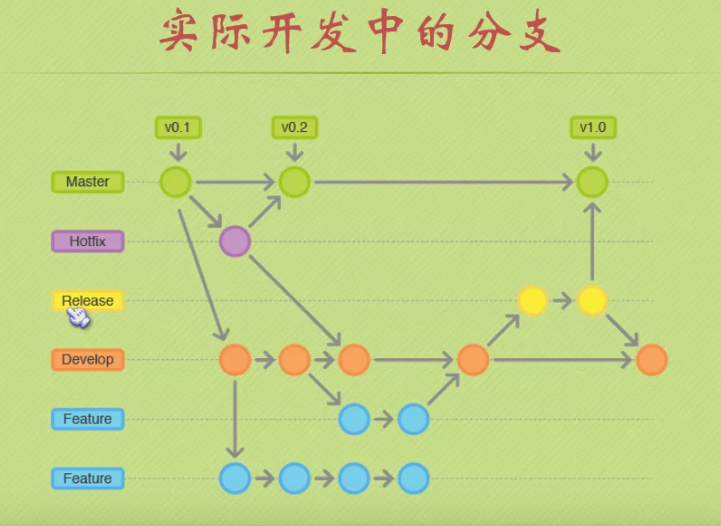 实际开发中的分支
v0.1
v0.2
v1.0
Master
Hotfix
Release
Develop
Feature
Feature